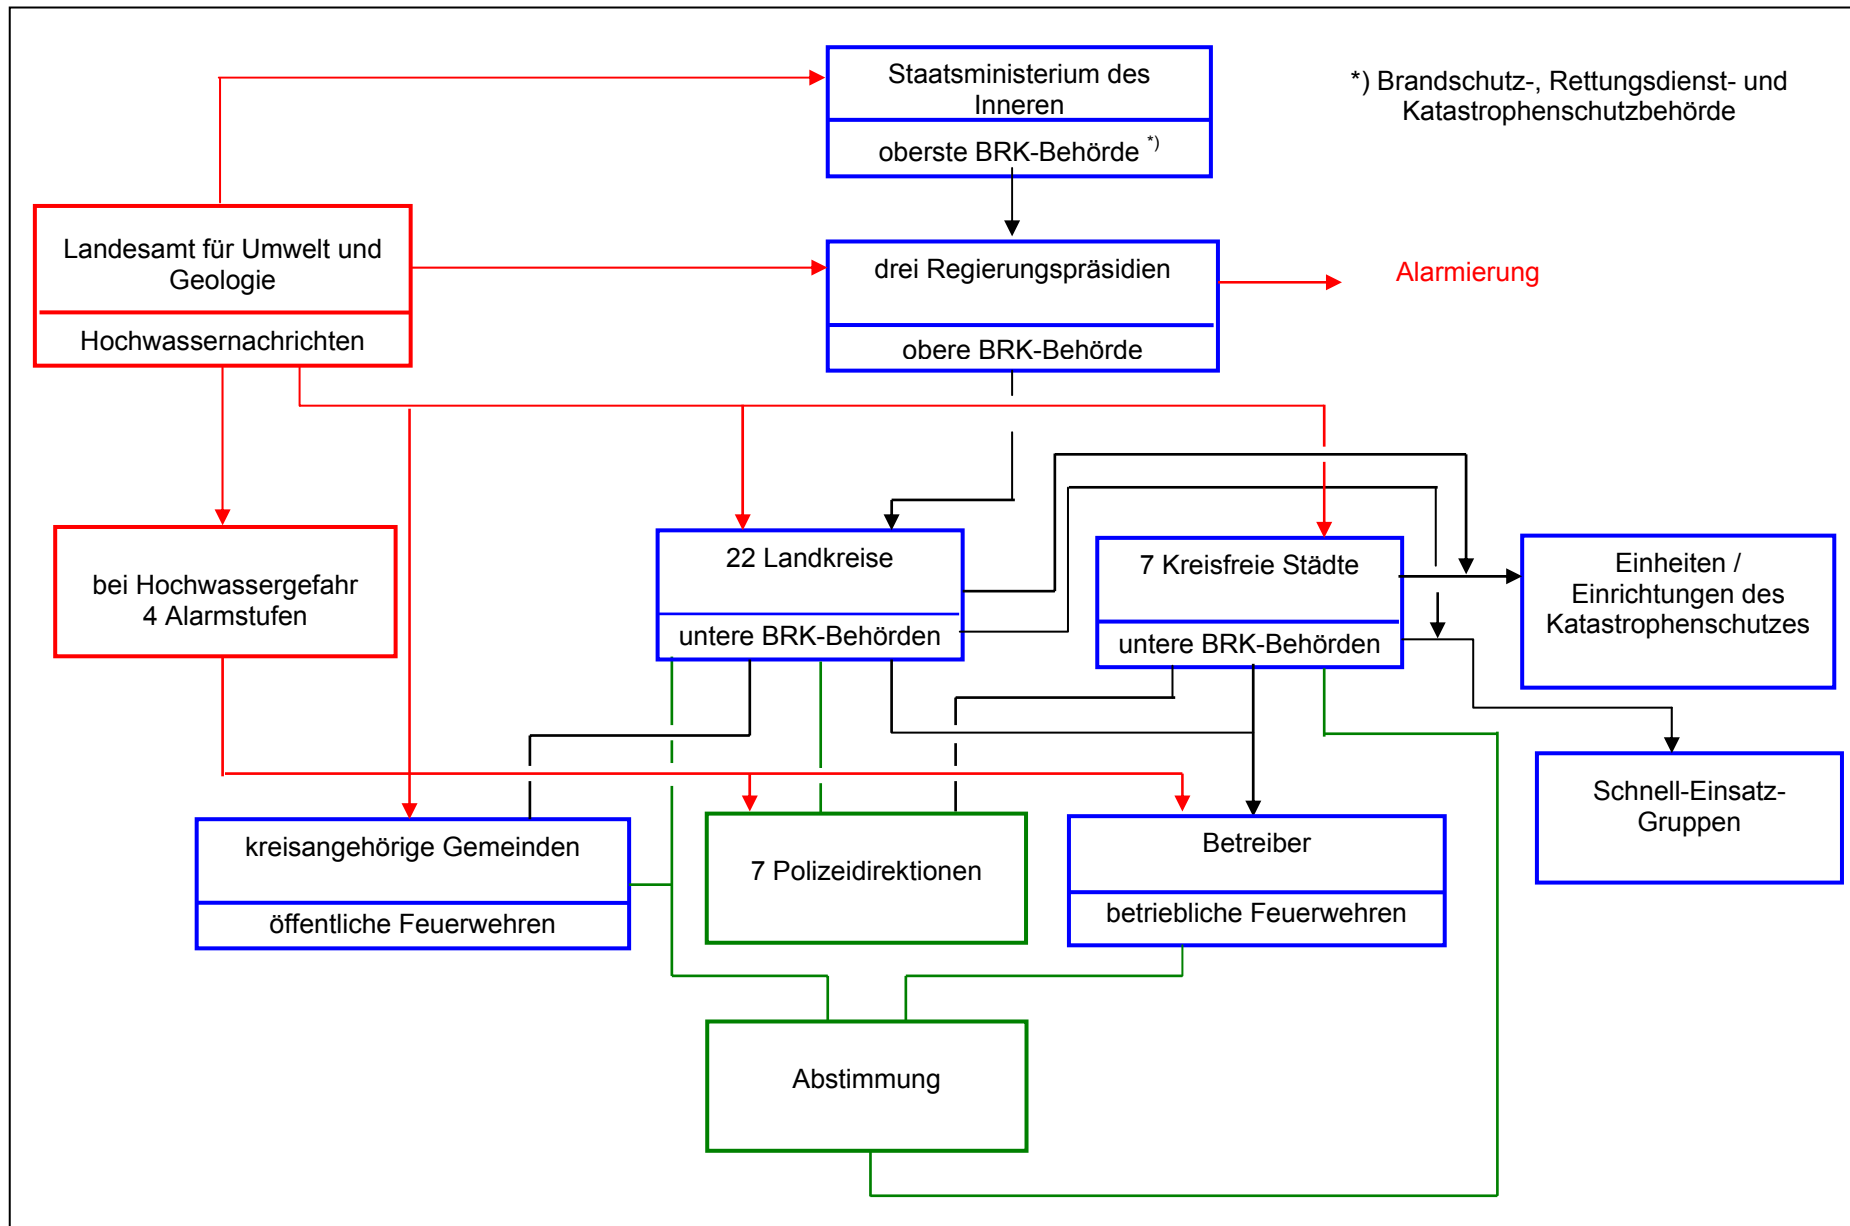 Staatsministerium des
Inneren
oberste BRK-Behörde *)
*) Brandschutz-, Rettungsdienst- und
Katastrophenschutzbehörde
Landesamt für Umwelt und
Geologie
Hochwassernachrichten
drei Regierungspräsidien
obere BRK-Behörde
Alarmierung
bei Hochwassergefahr
4 Alarmstufen
22 Landkreise
untere BRK-Behörden
7 Kreisfreie Städte
untere BRK-Behörden
Einheiten /
Einrichtungen des
Katastrophenschutzes
Schnell-Einsatz-
Gruppen
kreisangehörige Gemeinden
öffentliche Feuerwehren
7 Polizeidirektionen
Betreiber
betriebliche Feuerwehren
Abstimmung